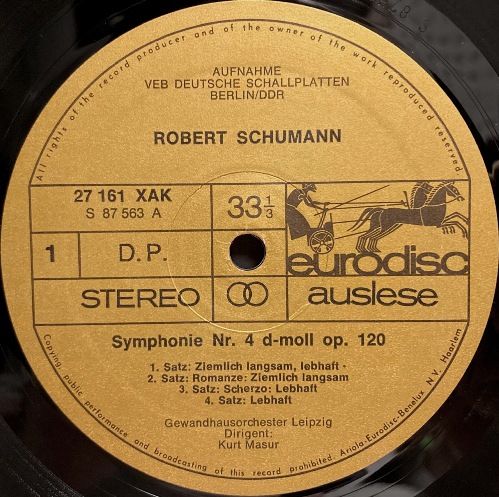 All rights of the record producer and of the owner of the work reproduced reserved.
AUFNAHME
VEB DEUTSCHE SCHALLPLATTEN
BERLIN/DDR
ROBERT SCHUMANN
27 161 XAK
S 87 563 A
33 1/3
1
D.P.
eurodisc
STEREO
auslese
Symphonie Nr. 4 d-moll op. 120
1. Satz: Ziemlich langsam, lebhaft -
2. Satz: Romanze: Ziemlich langsam
3. Satz: Scherzo: Lebhaft
4. Satz: Lebhaft
Gewandhausorchester Leipzig
Dirigent:
Kurt Masur
Copying, public performance and broadcasting of this record prohibited. Ariola-Eurodisc-Benelux N.V. Haarlem